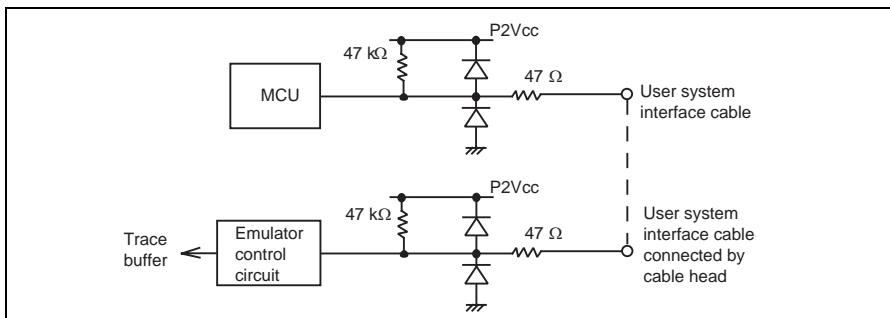 P2Vcc
47 kΩ
47 Ω
MCU
User system
interface cable
P2Vcc
47 kΩ
47 Ω
Trace
buffer
Emulator
control
circuit
User system
interface cable
connected by
cable head